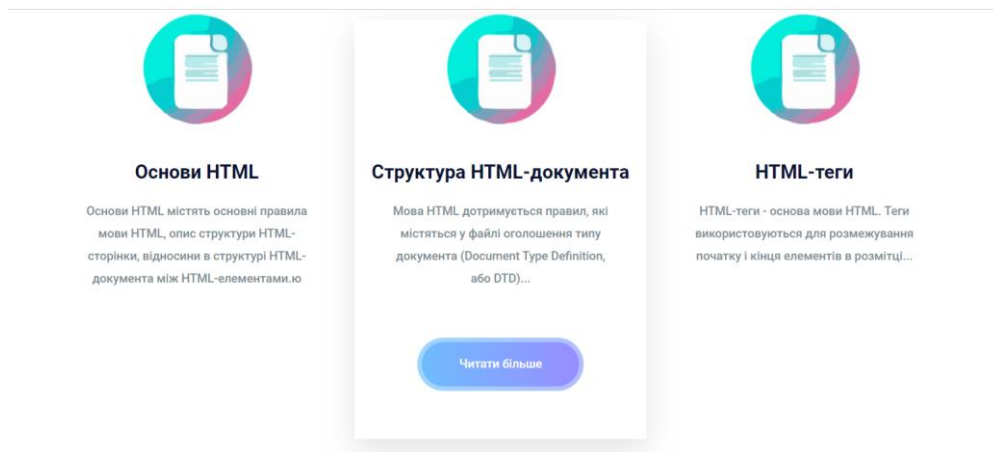 Основи HTML
Основи HTML містять основні правила
мови HTML, опис структури HTML-
сторінки, відносини в структурі HTML-
документа між HTML-елементами.ю
Структура HTML-документа
Мова HTML дотримується правил, які
містяться у файлі оголошення типу
документа (Document Type Definition,
або DTD)...
Читати більше
HTML-теги
HTML-теги - основа мови HTML. Теги
використовуються для розмежування
початку і кінця елементів в розмітці...